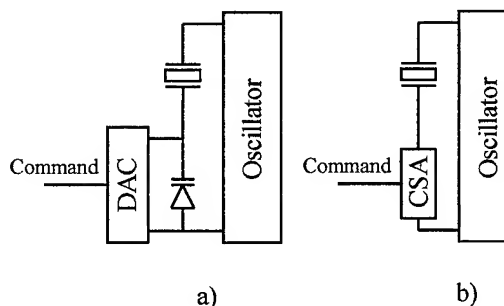 Command
DAC
Oscillator
a)
Command
CSA
Oscillator
b)